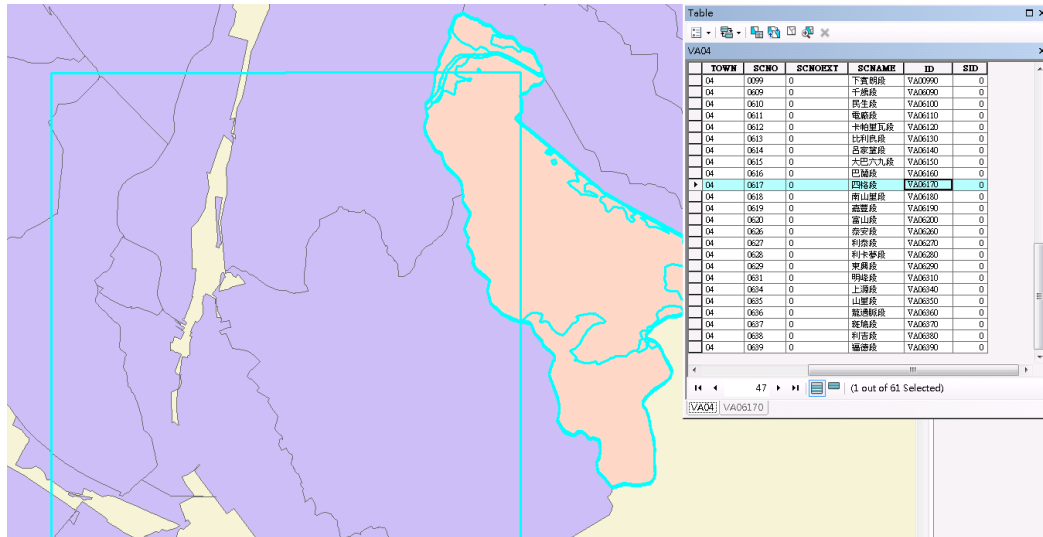 Table
VA04
TOWN SCNO SCNOEXT SCNAME ID SID
04 0099 0 下賓朗段 VA00990 0
04 0609 0 千歲段 VA06090 0
04 0610 0 民生段 VA06100 0
04 0611 0 電廠段 VA06110 0
04 0612 0 卡帕里瓦段 VA06120 0
04 0613 0 比利良段 VA06130 0
04 0614 0 呂家望段 VA06140 0
04 0615 0 大巴六九段 VA06150 0
04 0616 0 巴蘭段 VA06160 0
04 0617 0 四格段 VA06170 0
04 0618 0 南山里段 VA06180 0
04 0619 0 嘉豐段 VA06190 0
04 0620 0 富山段 VA06200 0
04 0626 0 泰安段 VA06260 0
04 0627 0 利泰段 VA06270 0
04 0628 0 利卡夢段 VA06280 0
04 0629 0 東興段 VA06290 0
04 0631 0 明峰段 VA06310 0
04 0634 0 上源段 VA06340 0
04 0635 0 山里段 VA06350 0
04 0636 0 龍過脈段 VA06360 0
04 0637 0 斑鳩段 VA06370 0
04 0638 0 利吉段 VA06380 0
04 0639 0 福德段 VA06390 0
47 (1 out of 61 Selected)
VA04 VA06170